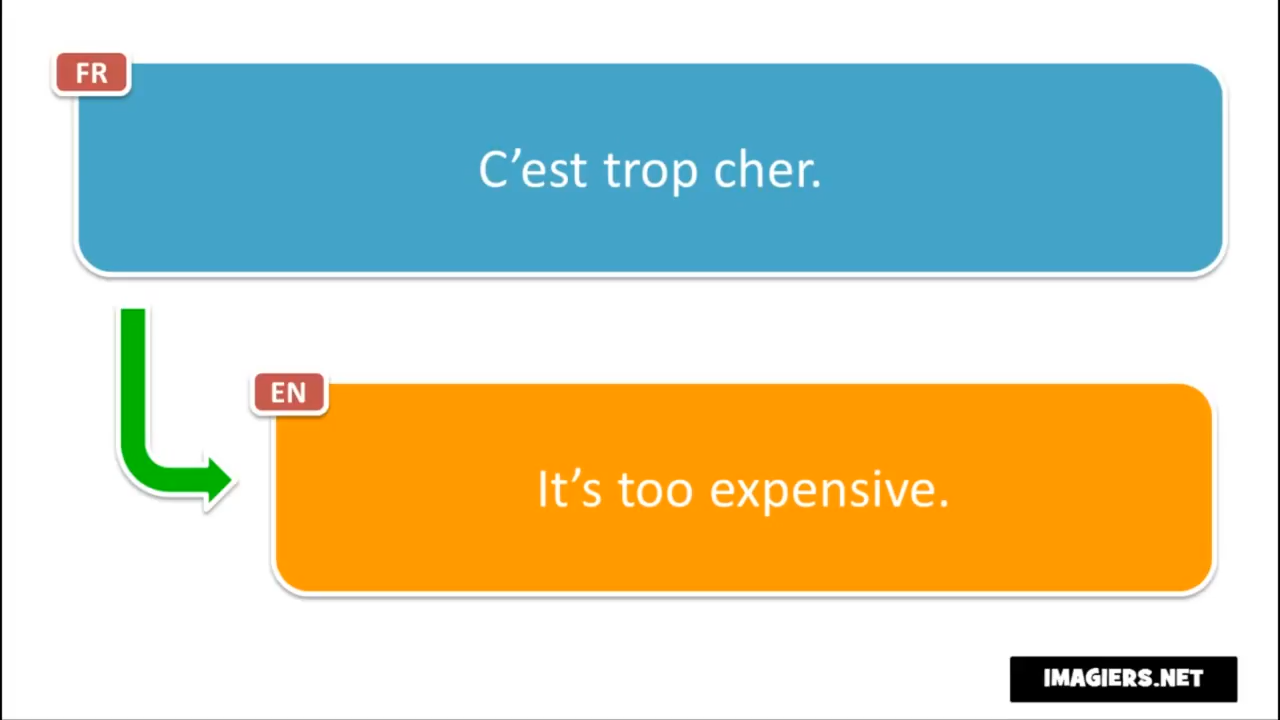 FR
C’est trop cher.
EN
It’s too expensive.
IMAGIERS.NET